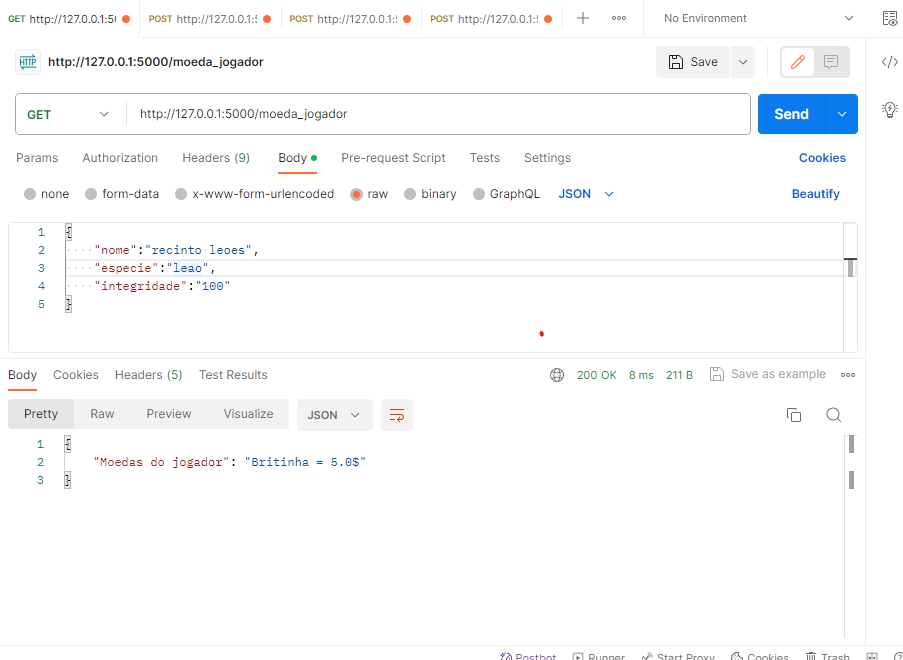 GET http://127.0.0.1:50 POST http://127.0.0.1:5 POST http://127.0.0.1:5 POST http://127.0.0.1:5 No Environment
HTTP http://127.0.0.1:5000/moeda_jogador Save
GET http://127.0.0.1:5000/moeda_jogador Send
Params Authorization Headers (9) Body Pre-request Script Tests Settings Cookies
none form-data x-www-form-urlencoded raw binary GraphQL JSON Beautify
1 {
2 "nome":"recinto leoes",
3 "especie":"leao",
4 "integridade":"100"
5 }
Body Cookies Headers (5) Test Results 200 OK 8 ms 211 B Save as example
Pretty Raw Preview Visualize JSON
1 {
2 "Moedas do jogador": "Britinha = 5.0$"
3 }
Postbot Runner Start Proxy Cookies Trash